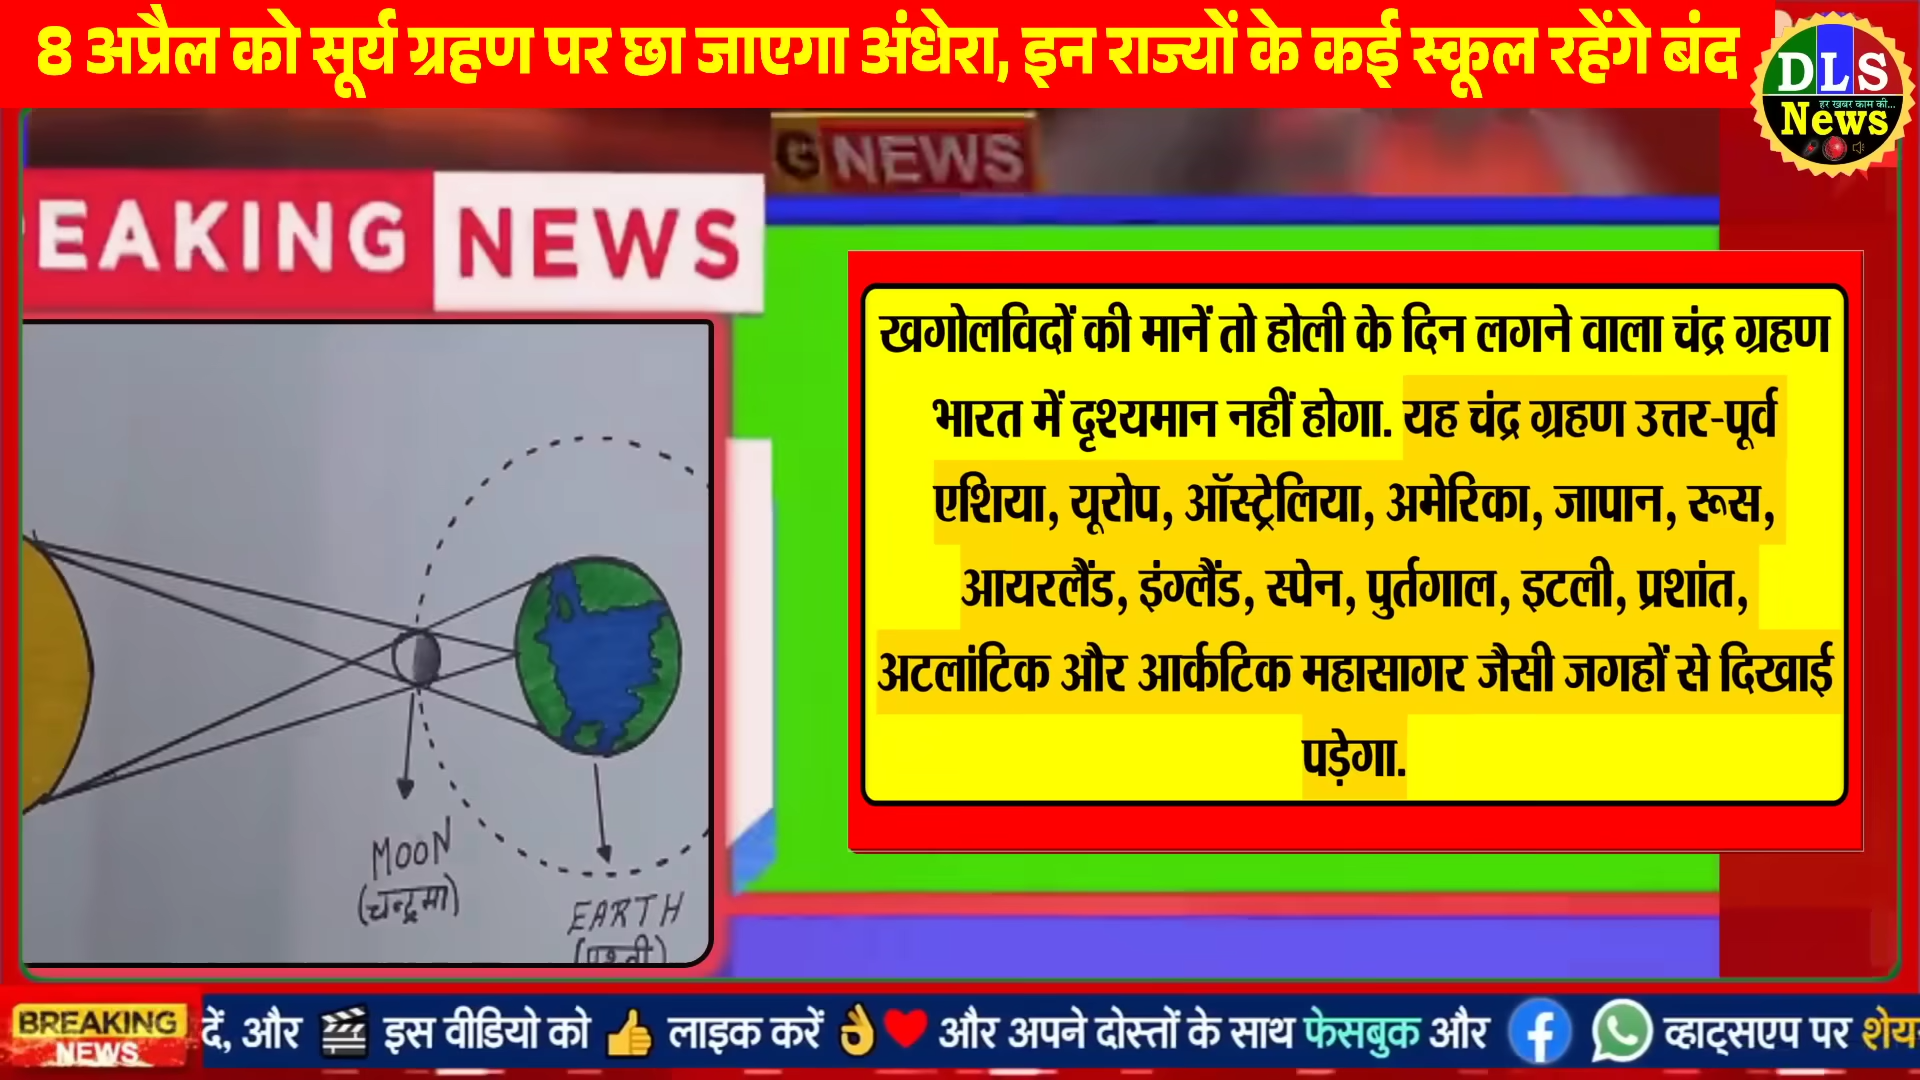 8 अप्रैल को सूर्य ग्रहण पर छा जाएगा अंधेरा, इन राज्यों के कई स्कूल रहेंगे बंद
DLS
हर खबर काम की...
News
NEWS
EAKING NEWS
खगोलविदों की मानें तो होली के दिन लगने वाला चंद्र ग्रहण
भारत में दृश्यमान नहीं होगा. यह चंद्र ग्रहण उत्तर-पूर्व
एशिया, यूरोप, ऑस्ट्रेलिया, अमेरिका, जापान, रूस,
आयरलैंड, इंग्लैंड, स्पेन, पुर्तगाल, इटली, प्रशांत,
अटलांटिक और आर्कटिक महासागर जैसी जगहों से दिखाई
पड़ेगा.
MOON
(चन्द्रमा)
EARTH
BREAKING
NEWS
दें, और इस वीडियो को 👍 लाइक करें 👌❤️ और अपने दोस्तों के साथ फेसबुक और व्हाट्सएप पर शेय